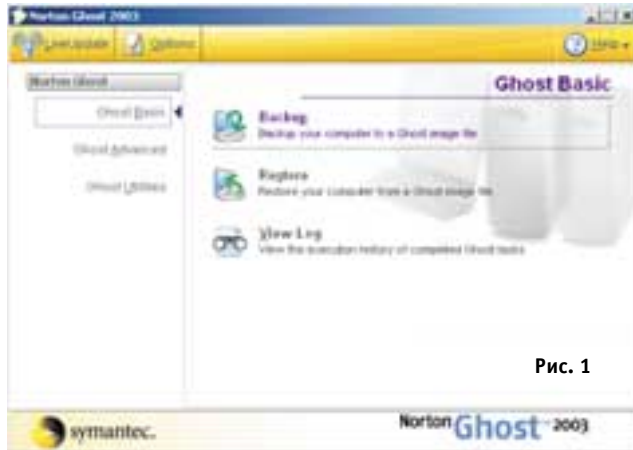 Norton Ghost 2003
LiveUpdate Options Help
Norton Ghost
Ghost Basic
Ghost Advanced
Ghost Utilities
Ghost Basic
Backup
Backup your computer to a Ghost image file
Restore
Restore your computer from a Ghost image file
View Log
View the execution history of completed Ghost tasks
Рис. 1
symantec.
Norton Ghost 2003